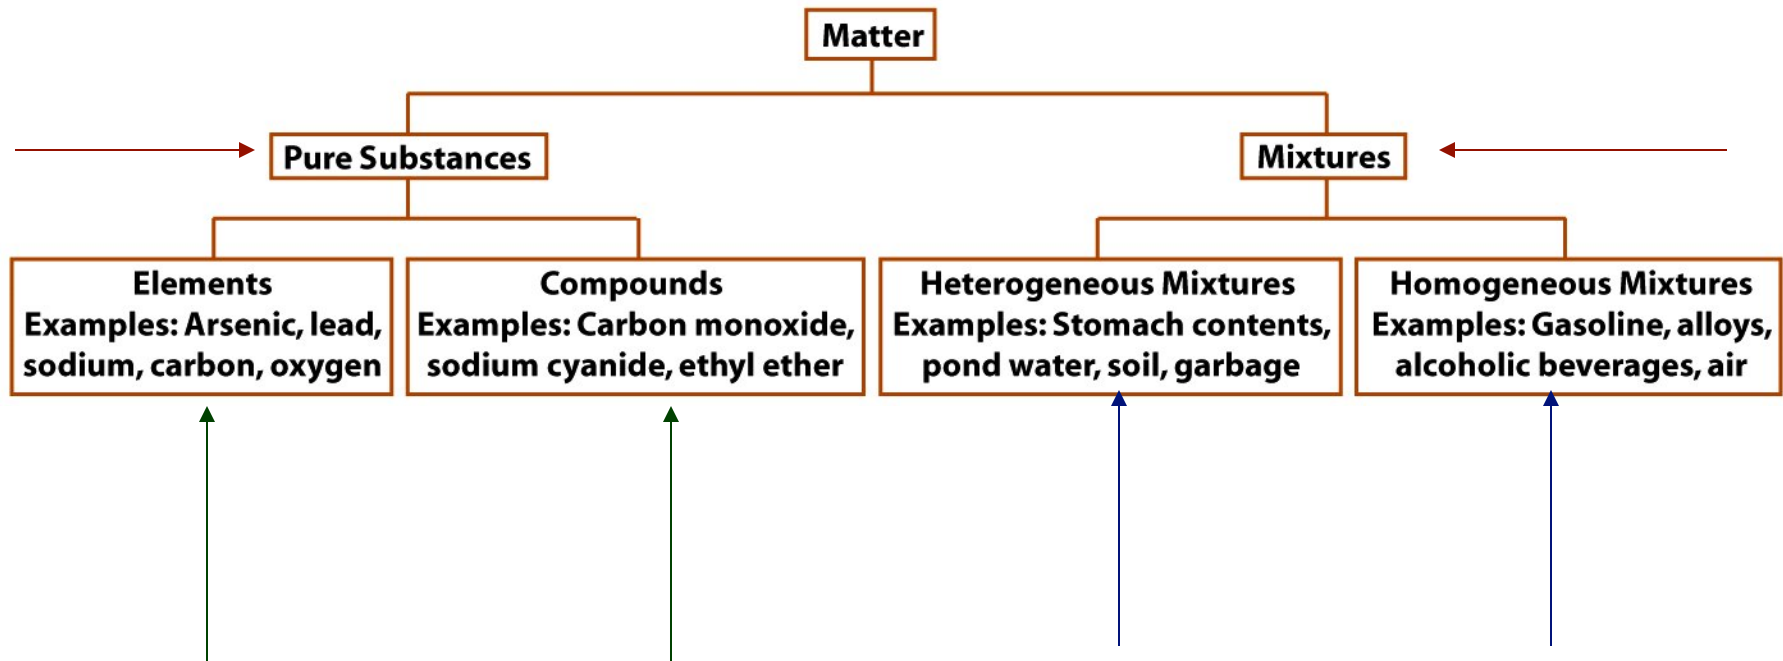 Matter
Pure Substances
Mixtures
Elements
Examples: Arsenic, lead,
sodium, carbon, oxygen
Compounds
Examples: Carbon monoxide,
sodium cyanide, ethyl ether
Heterogeneous Mixtures
Examples: Stomach contents,
pond water, soil, garbage
Homogeneous Mixtures
Examples: Gasoline, alloys,
alcoholic beverages, air